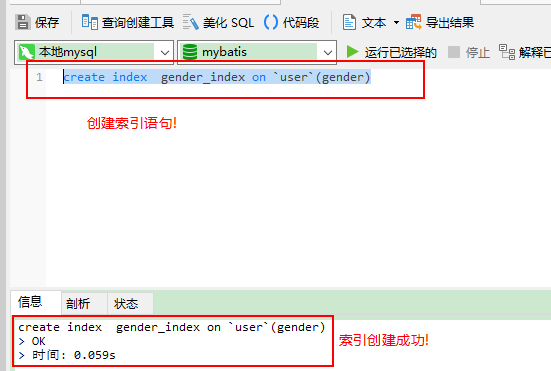 保存 查询创建工具 美化 SQL () 代码段 文本 导出结果
本地mysql mybatis 运行已选择的 停止 解释已
1 create index  gender_index on `user`(gender)
创建索引语句!
信息 剖析 状态
create index  gender_index on `user`(gender)
> OK
> 时间: 0.059s
索引创建成功!